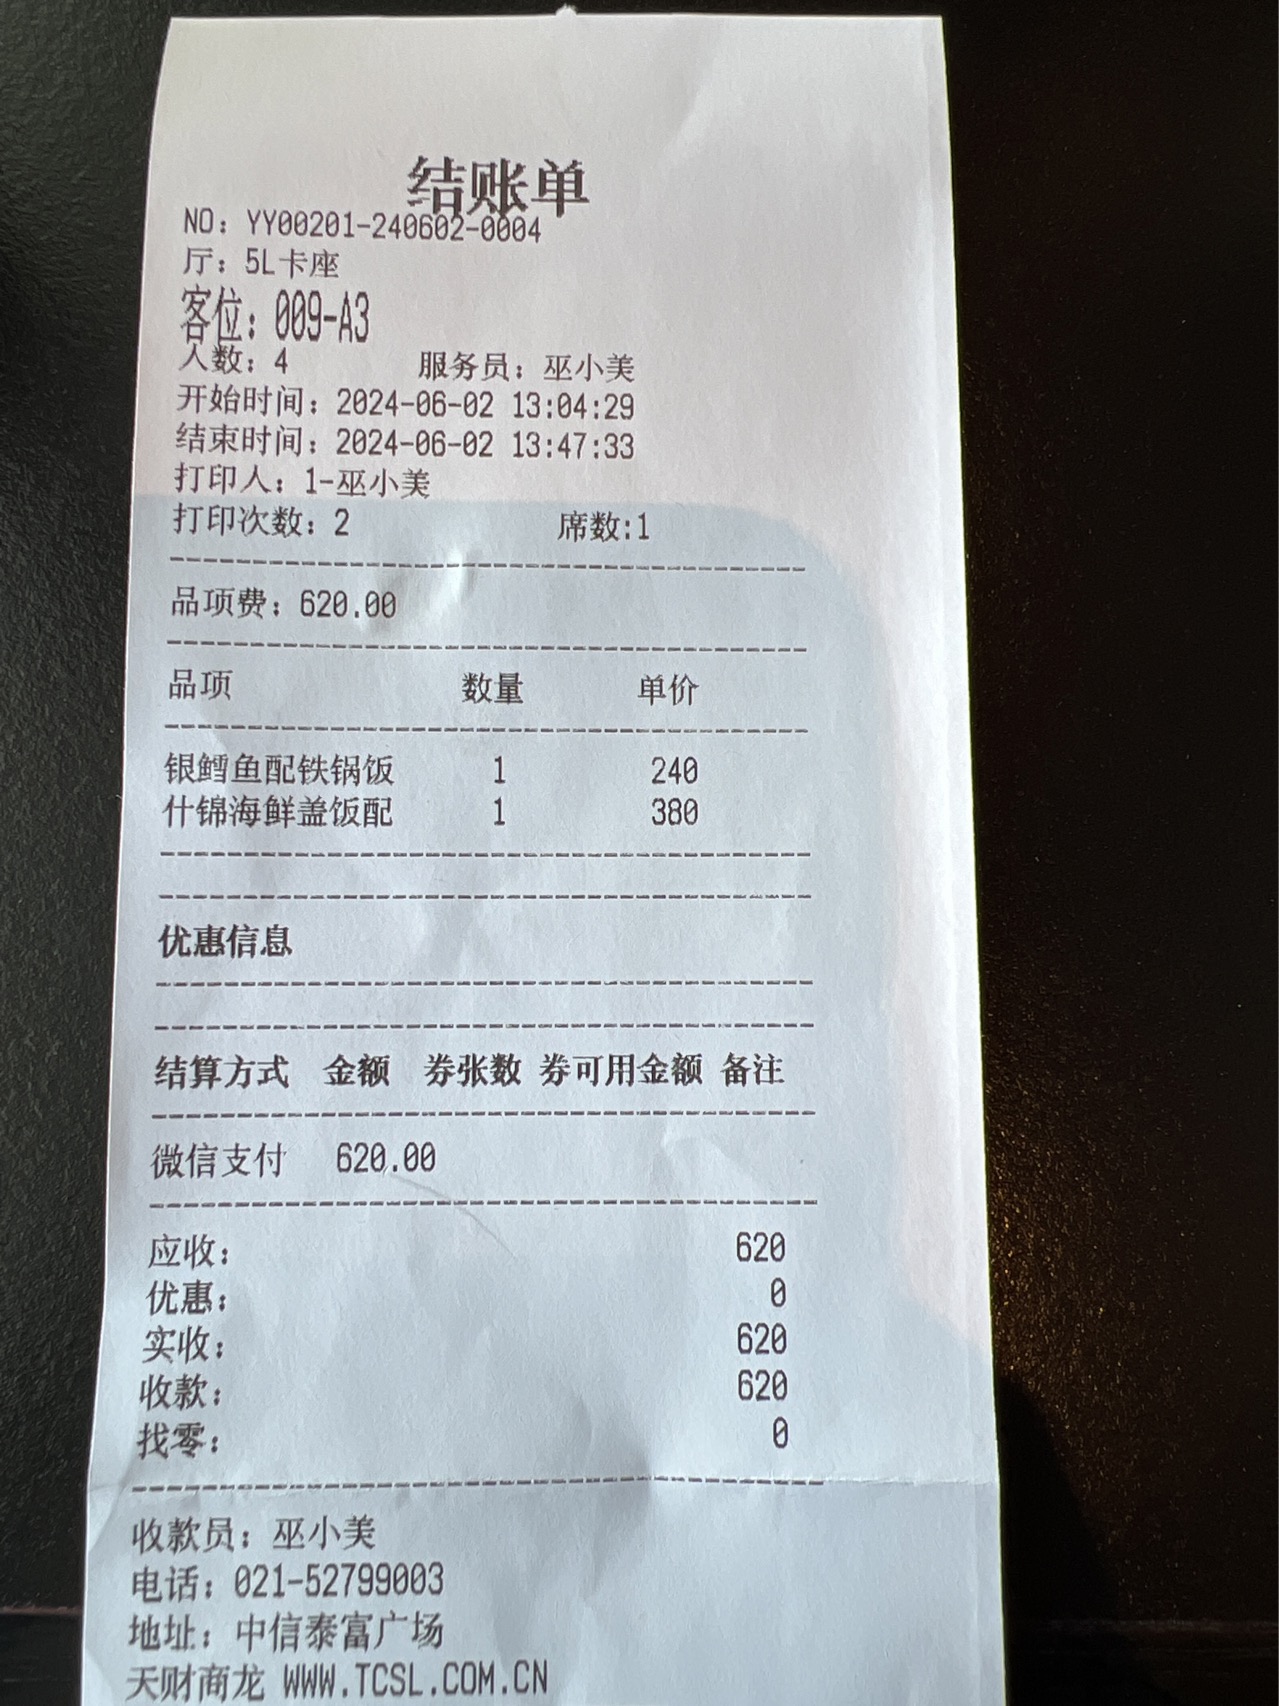 结账单
NO: YY00201-240602-0004
厅: 5L卡座
客位: 009-A3
人数: 4 服务员: 巫小美
开始时间: 2024-06-02 13:04:29
结束时间: 2024-06-02 13:47:33
打印人: 1-巫小美
打印次数: 2 席数:1
品项费: 620.00
品项 数量 单价
银鳕鱼配铁锅饭 1 240
什锦海鲜盖饭配 1 380
优惠信息
结算方式 金额 券张数 券可用金额 备注
微信支付 620.00
应收: 620
优惠: 0
实收: 620
收款: 620
找零: 0
收款员: 巫小美
电话: 021-52799003
地址: 中信泰富广场
天财商龙 WWW.TCSL.COM.CN